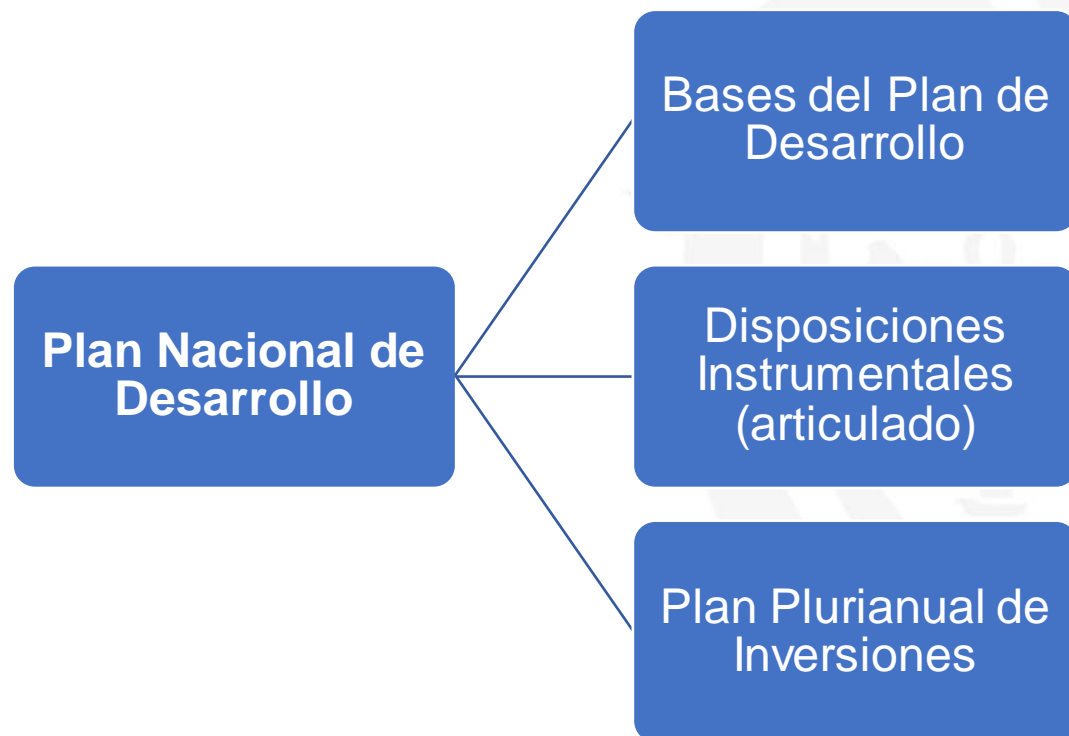 Bases del Plan de
Desarrollo
Plan Nacional de
Desarrollo
Disposiciones
Instrumentales
(articulado)
Plan Plurianual de
Inversiones